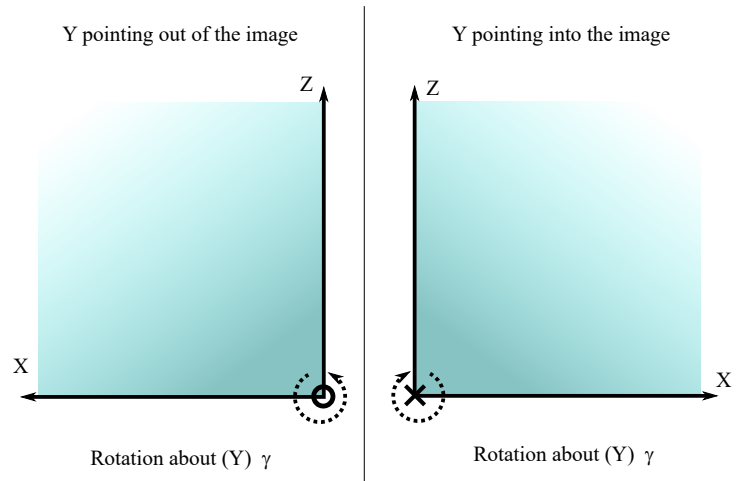 Y pointing out of the image
Z
X
Rotation about (Y) γ
Y pointing into the image
Z
X
Rotation about (Y) γ